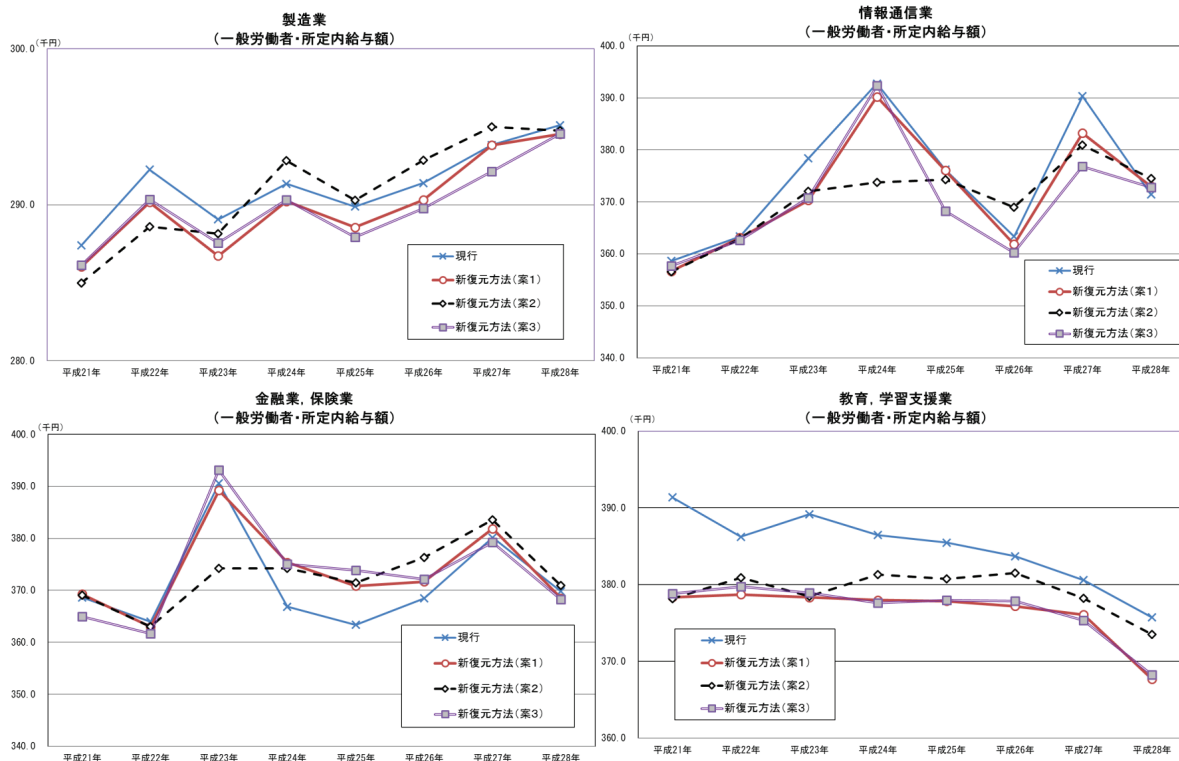 製造業
(一般労働者・所定内給与額)
(千円)
300.0
290.0
280.0
現行
新復元方法(案1)
新復元方法(案2)
新復元方法(案3)
平成21年 平成22年 平成23年 平成24年 平成25年 平成26年 平成27年 平成28年
情報通信業
(一般労働者・所定内給与額)
(千円)
400.0
390.0
380.0
370.0
360.0
350.0
340.0
現行
新復元方法(案1)
新復元方法(案2)
新復元方法(案3)
平成21年 平成22年 平成23年 平成24年 平成25年 平成26年 平成27年 平成28年
金融業，保険業
(一般労働者・所定内給与額)
(千円)
400.0
390.0
380.0
370.0
360.0
350.0
340.0
現行
新復元方法(案1)
新復元方法(案2)
新復元方法(案3)
平成21年 平成22年 平成23年 平成24年 平成25年 平成26年 平成27年 平成28年
教育，学習支援業
(一般労働者・所定内給与額)
(千円)
400.0
390.0
380.0
370.0
360.0
現行
新復元方法(案1)
新復元方法(案2)
新復元方法(案3)
平成21年 平成22年 平成23年 平成24年 平成25年 平成26年 平成27年 平成28年